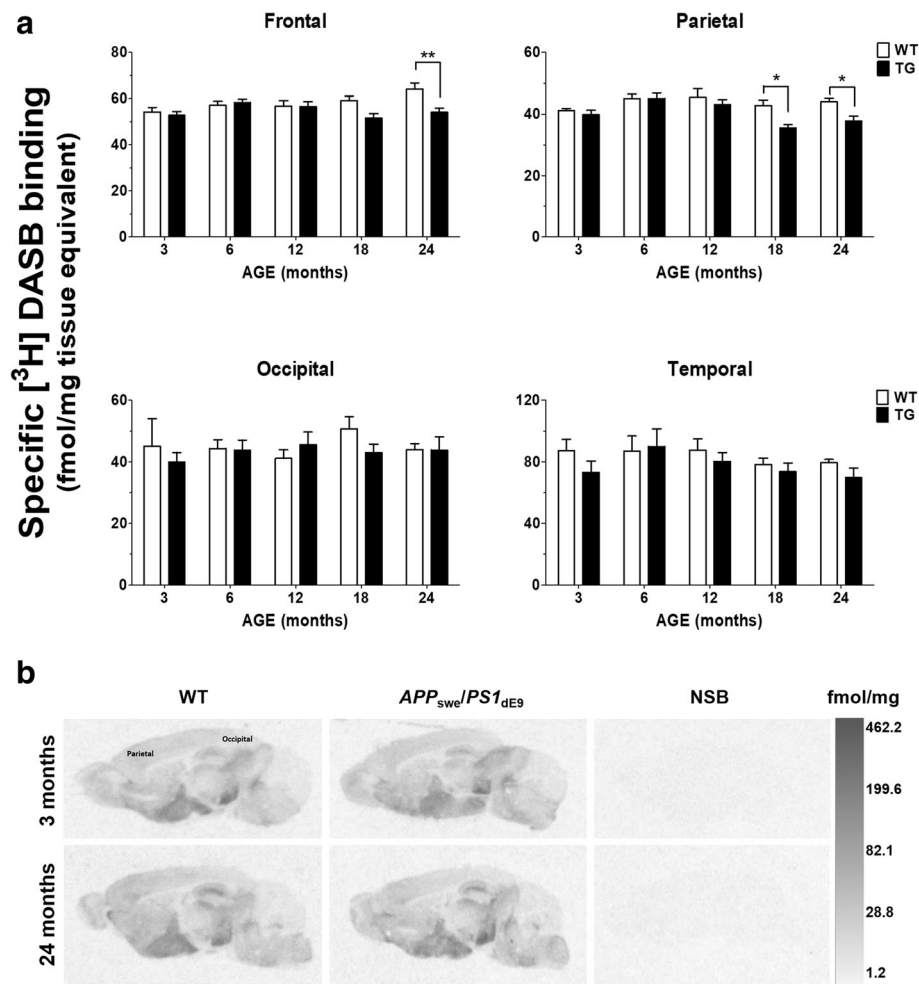 a
Specific [³H] DASB binding
(fmol/mg tissue equivalent)
Frontal
80
60
40
20
0
**
3 6 12 18 24
AGE (months)
Parietal
60
40
20
0
* *
3 6 12 18 24
AGE (months)
WT
TG
Occipital
60
40
20
0
3 6 12 18 24
AGE (months)
Temporal
120
80
40
0
3 6 12 18 24
AGE (months)
WT
TG
b
WT APPswe/PS1dE9 NSB fmol/mg
3 months
Parietal
Occipital
24 months
462.2
199.6
82.1
28.8
1.2